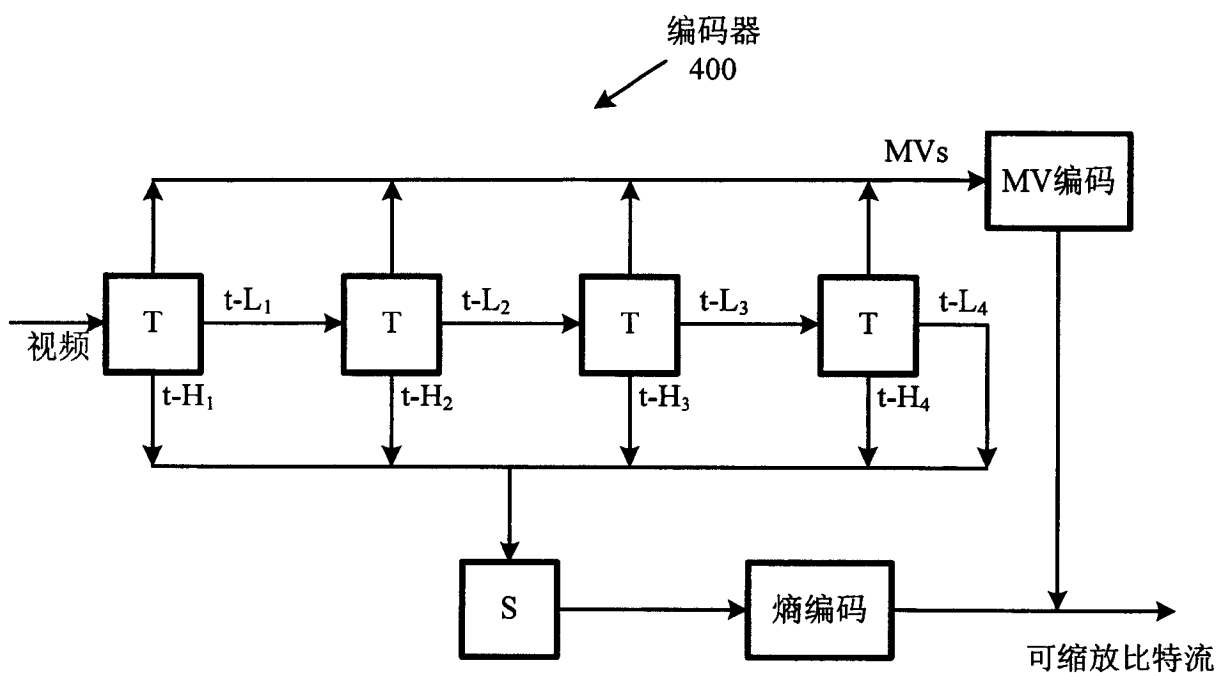 编码器
400
MVs
MV编码
T
t-L₁
T
t-L₂
T
t-L₃
T
t-L₄
视频
t-H₁
t-H₂
t-H₃
t-H₄
S
熵编码
可缩放比特流